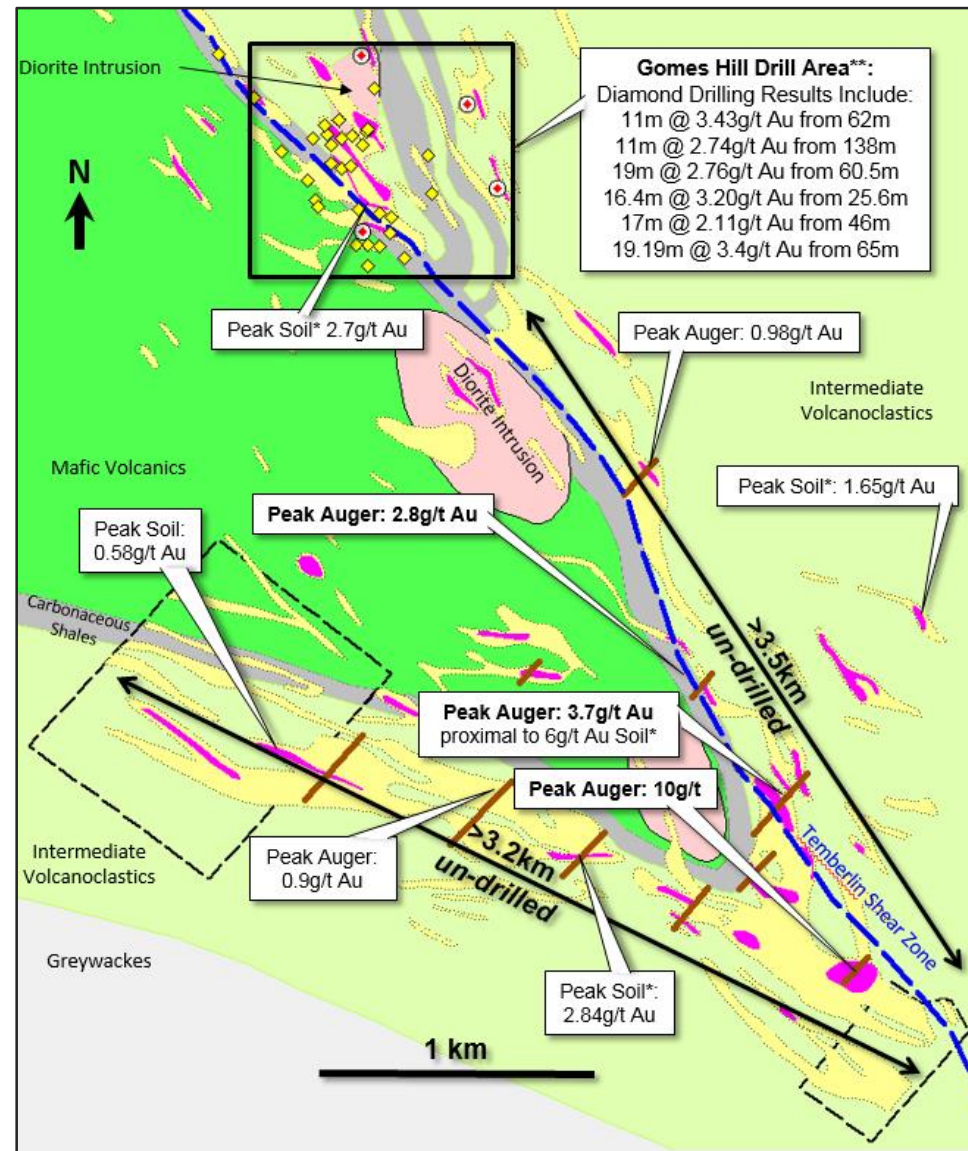 Diorite Intrusion
N
Gomes Hill Drill Area**:
Diamond Drilling Results Include:
11m @ 3.43g/t Au from 62m
11m @ 2.74g/t Au from 138m
19m @ 2.76g/t Au from 60.5m
16.4m @ 3.20g/t Au from 25.6m
17m @ 2.11g/t Au from 46m
19.19m @ 3.4g/t Au from 65m
Peak Soil* 2.7g/t Au
Peak Auger: 0.98g/t Au
Diorite Intrusion
Intermediate
Volcanoclastics
Mafic Volcanics
Peak Soil*: 1.65g/t Au
Peak Auger: 2.8g/t Au
Peak Soil:
0.58g/t Au
Carbonaceous
Shales
>3.5km
un-drilled
Peak Auger: 3.7g/t Au
proximal to 6g/t Au Soil*
Peak Auger: 10g/t
Temberlin Shear Zone
Intermediate
Volcanoclastics
Peak Auger:
0.9g/t Au
>3.2km
un-drilled
Greywackes
Peak Soil*:
2.84g/t Au
1 km